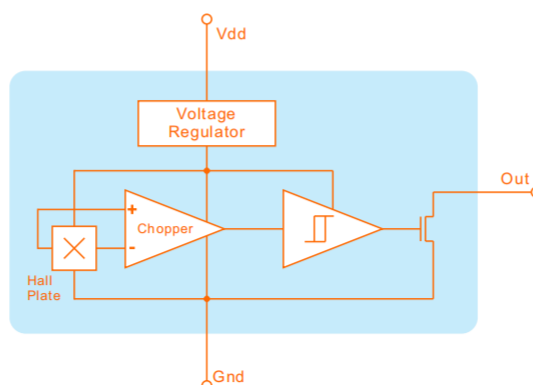 Vdd
Voltage
Regulator
Out
+
Chopper
-
Hall
Plate
Gnd